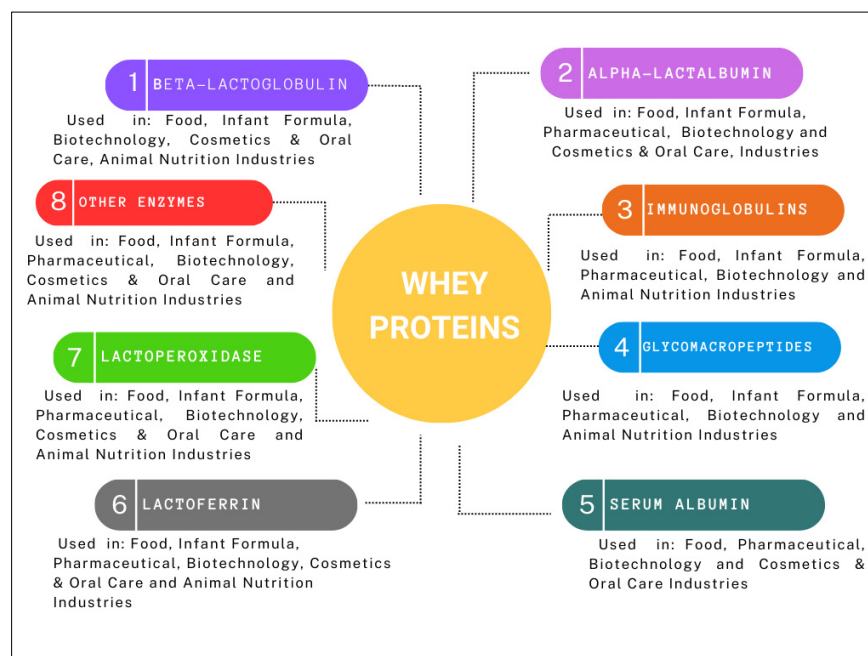 1 BETA-LACTOGLOBULIN
Used in: Food, Infant Formula,
Biotechnology, Cosmetics & Oral
Care, Animal Nutrition Industries
2 ALPHA-LACTALBUMIN
Used in: Food, Infant Formula,
Pharmaceutical, Biotechnology and
Cosmetics & Oral Care, Industries
8 OTHER ENZYMES
Used in: Food, Infant Formula,
Pharmaceutical, Biotechnology,
Cosmetics & Oral Care and
Animal Nutrition Industries
3 IMMUNOGLOBULINS
Used in: Food, Infant Formula,
Pharmaceutical, Biotechnology and
Animal Nutrition Industries
WHEY
PROTEINS
7 LACTOPEROXIDASE
Used in: Food, Infant Formula,
Pharmaceutical, Biotechnology,
Cosmetics & Oral Care and
Animal Nutrition Industries
4 GLYCOMACROPEPTIDES
Used in: Food, Infant Formula,
Pharmaceutical, Biotechnology and
Animal Nutrition Industries
6 LACTOFERRIN
Used in: Food, Infant Formula,
Pharmaceutical, Biotechnology, Cosmetics
& Oral Care and Animal Nutrition
Industries
5 SERUM ALBUMIN
Used in: Food, Pharmaceutical,
Biotechnology and Cosmetics &
Oral Care Industries